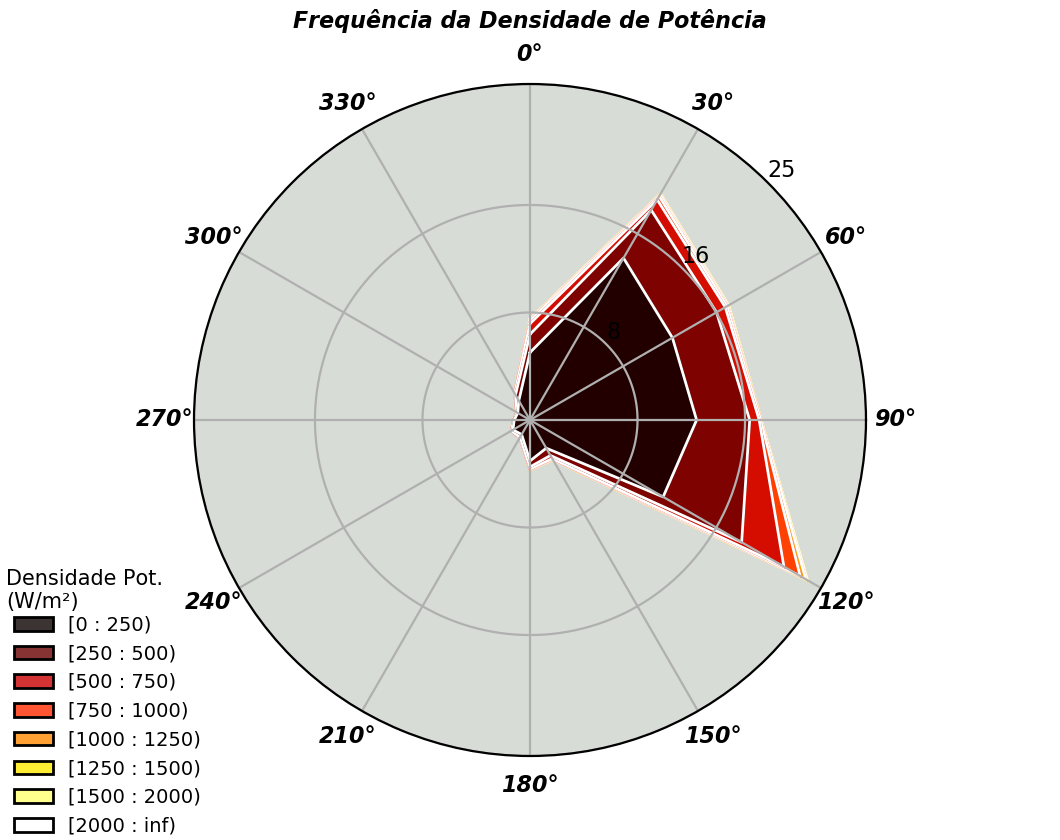 Frequência da Densidade de Potência
0°
330°
30°
25
300°
60°
16
8
270°
90°
240°
120°
210°
150°
180°
Densidade Pot.
(W/m²)
[0 : 250)
[250 : 500)
[500 : 750)
[750 : 1000)
[1000 : 1250)
[1250 : 1500)
[1500 : 2000)
[2000 : inf)